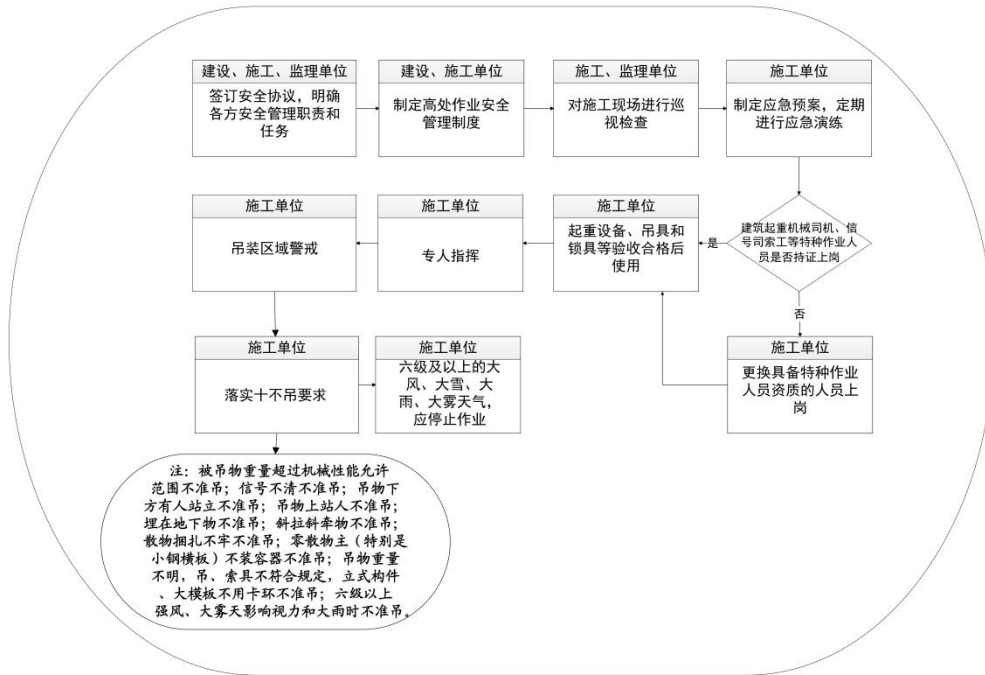 建设、施工、监理单位
签订安全协议，明确
各方安全管理职责和
任务
建设、施工单位
制定高处作业安全
管理制度
施工、监理单位
对施工现场进行巡
视检查
施工单位
制定应急预案，定期
进行应急演练
建筑起重机械司机、信
号司索工等特种作业人
员是否持证上岗
是
否
施工单位
更换具备特种作业
人员资质的人员上
岗
施工单位
起重设备、吊具和
锁具等验收合格后
使用
施工单位
专人指挥
施工单位
吊装区域警戒
施工单位
落实十不吊要求
施工单位
六级及以上的大
风、大雪、大
雨、大雾天气，
应停止作业
注：被吊物重量超过机械性能允许
范围不准吊；信号不清不准吊；吊物下
方有人站立不准吊；吊物上站人不准吊；
埋在地下物不准吊；斜拉斜牵物不准吊；
散物捆扎不牢不准吊；零散物主（特别是
小钢横板）不装容器不准吊；吊物重量
不明，吊、索具不符合规定，立式构件
、大模板不用卡环不准吊；六级以上
强风、大雾天影响视力和大雨时不准吊。